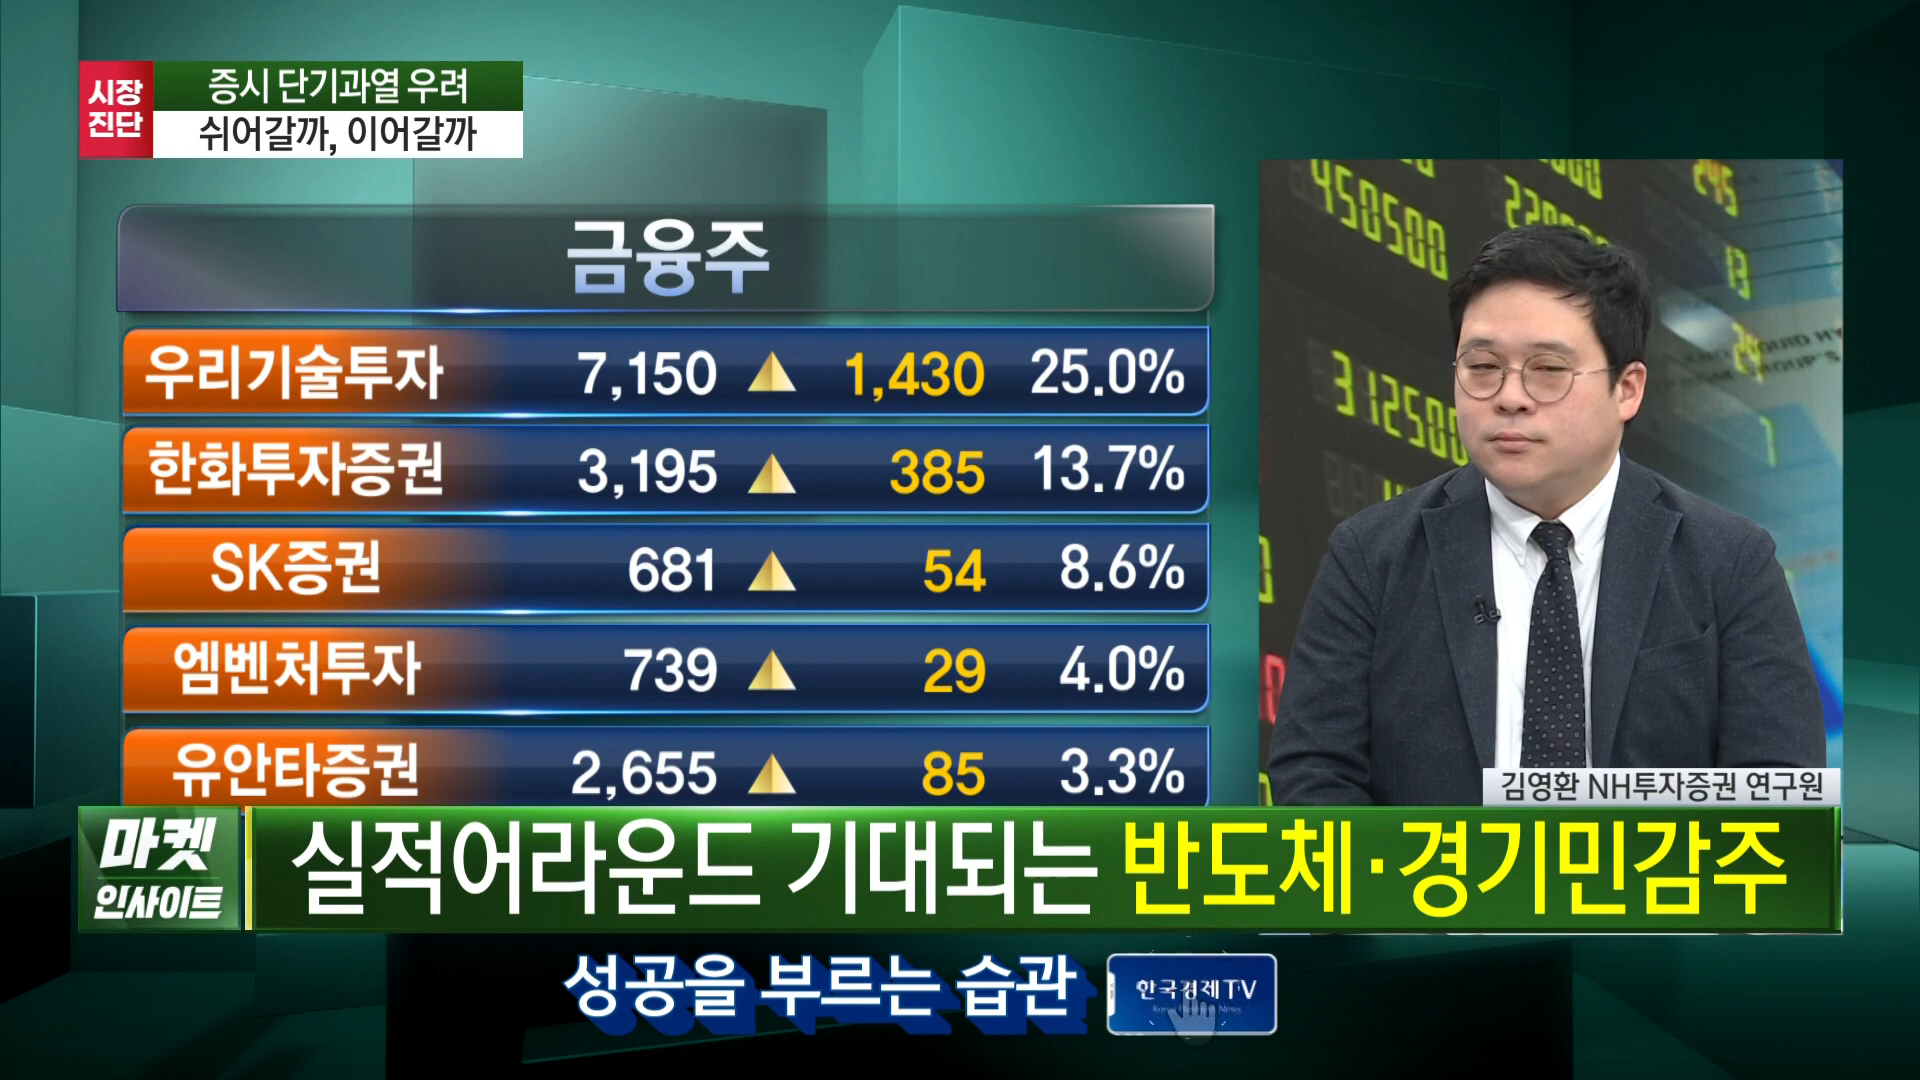 시장
진단
증시 단기과열 우려
쉬어갈까, 이어갈까
금융주
우리기술투자 7,150 ▲ 1,430 25.0%
한화투자증권 3,195 ▲ 385 13.7%
SK증권 681 ▲ 54 8.6%
엠벤처투자 739 ▲ 29 4.0%
유안타증권 2,655 ▲ 85 3.3%
450500
245
13
29
312500
7
김영환 NH투자증권 연구원
마켓
인사이트
실적어라운드 기대되는 반도체·경기민감주
성공을 부르는 습관
한국경제TV